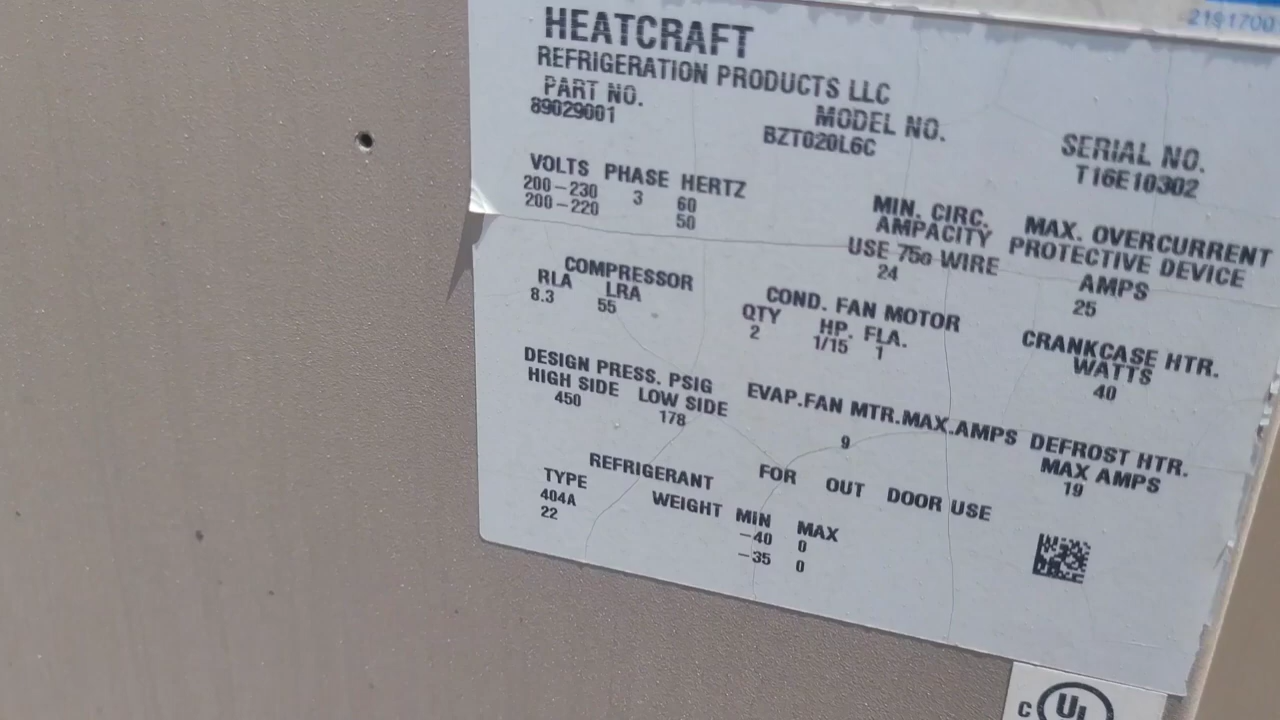 2191700
HEATCRAFT
REFRIGERATION PRODUCTS LLC
PART NO. MODEL NO. SERIAL NO.
89029001 BZT020L6C T16E10302
VOLTS PHASE HERTZ
200-230 3 60
200-220 50
MIN. CIRC.
AMPACITY
USE 75o WIRE
24
MAX. OVERCURRENT
PROTECTIVE DEVICE
AMPS
25
COMPRESSOR
RLA LRA
8.3 55
COND. FAN MOTOR
QTY HP. FLA.
2 1/15 1
CRANKCASE HTR.
WATTS
40
DESIGN PRESS. PSIG
HIGH SIDE LOW SIDE
450 178
EVAP.FAN MTR.MAX.AMPS
9
DEFROST HTR.
MAX AMPS
19
REFRIGERANT FOR OUT DOOR USE
TYPE WEIGHT MIN MAX
404A -40 0
22 -35 0
C UL